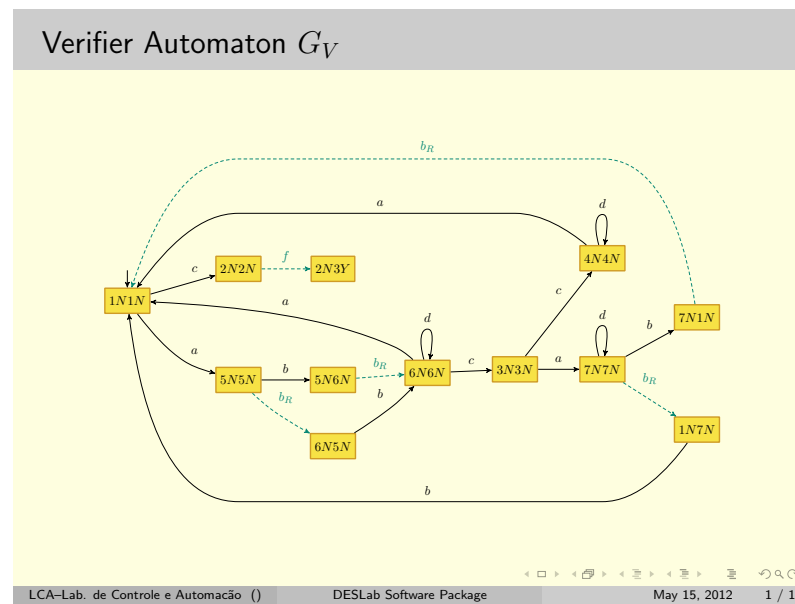 Verifier Automaton G_V
b_R
a
d
4N4N
c
2N2N
f
2N3Y
c
1N1N
a
7N1N
d
d
b
a
b
b_R
6N6N
c
3N3N
a
7N7N
5N5N
b
5N6N
b_R
b
b_R
6N5N
1N7N
b
LCA–Lab. de Controle e Automacão ()
DESLab Software Package
May 15, 2012
1 / 1